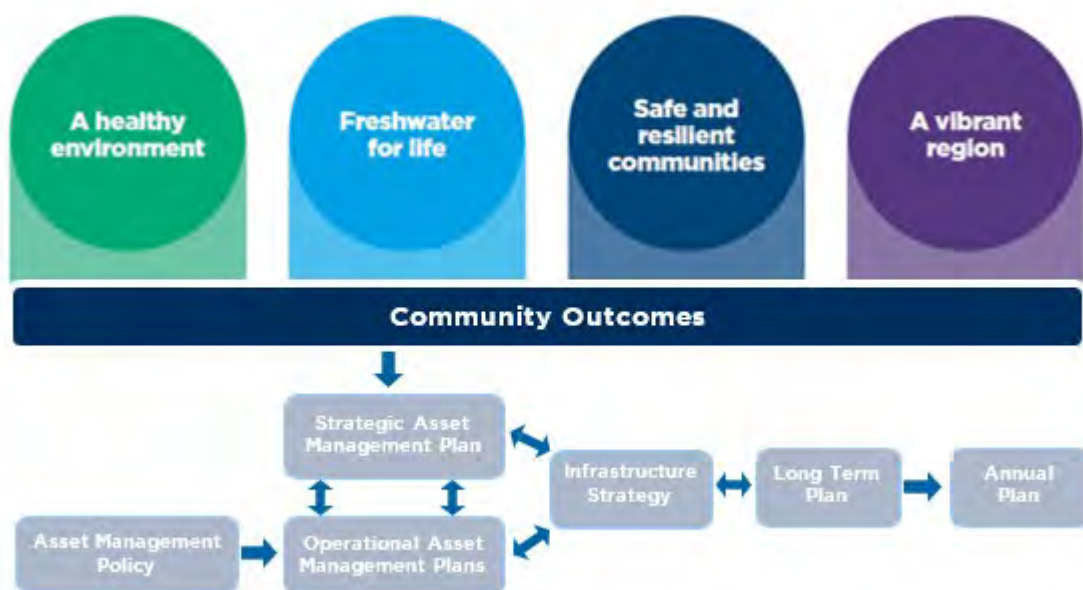 A healthy
environment
Freshwater
for life
Safe and
resilient
communities
A vibrant
region
Community Outcomes
Strategic Asset
Management Plan
Infrastructure
Strategy
Long Term
Plan
Annual
Plan
Asset Management
Policy
Operational Asset
Management Plans